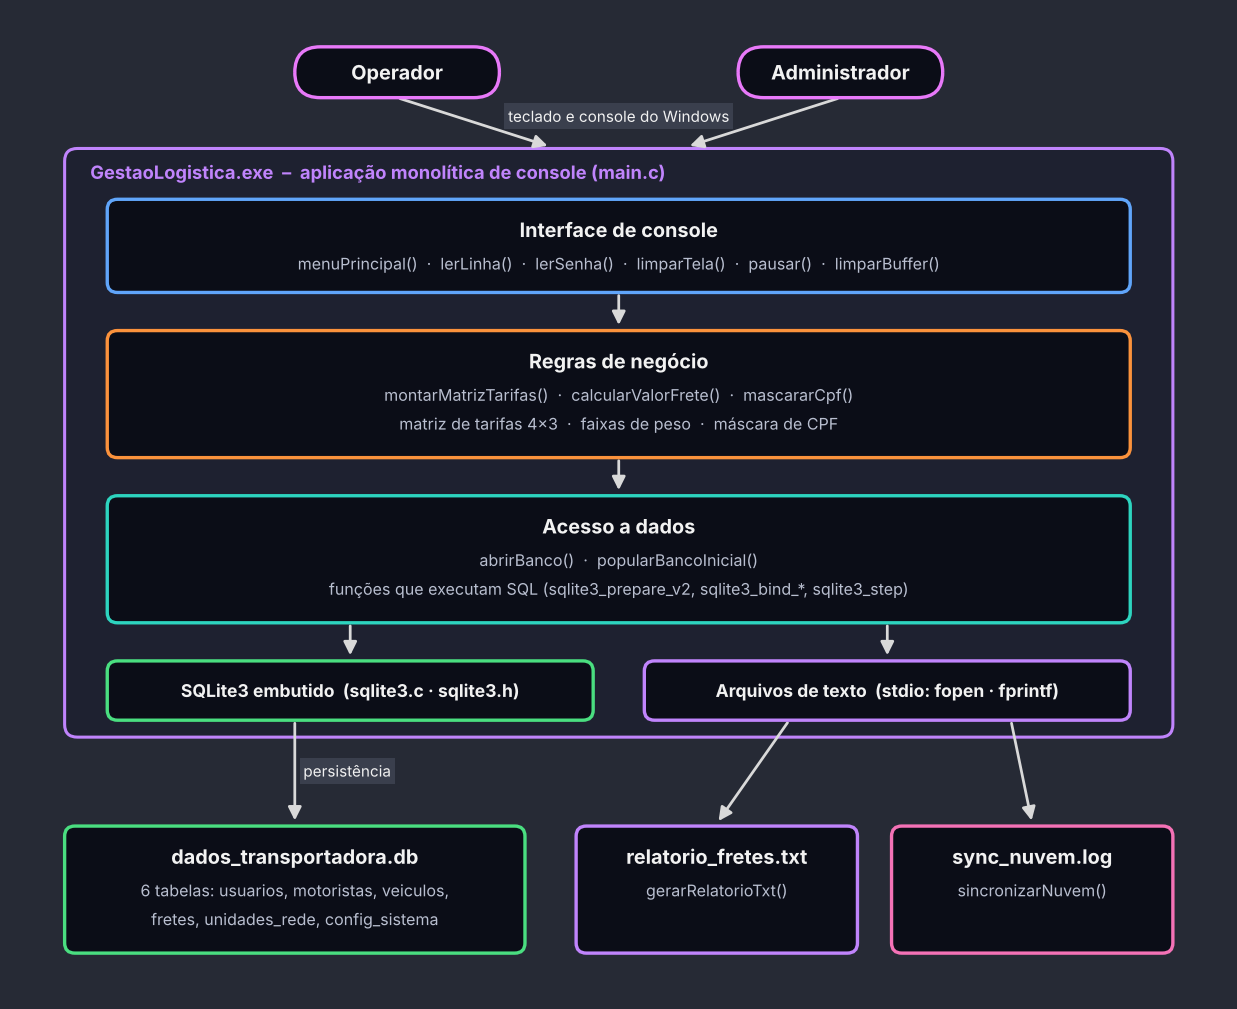 Operador
Administrador
teclado e console do Windows
GestaoLogistica.exe – aplicação monolítica de console (main.c)
Interface de console
menuPrincipal() · lerLinha() · lerSenha() · limparTela() · pausar() · limparBuffer()
Regras de negócio
montarMatrizTarifas() · calcularValorFrete() · mascararCpf()
matriz de tarifas 4×3 · faixas de peso · máscara de CPF
Acesso a dados
abrirBanco() · popularBancoInicial()
funções que executam SQL (sqlite3_prepare_v2, sqlite3_bind_*, sqlite3_step)
SQLite3 embutido (sqlite3.c · sqlite3.h)
Arquivos de texto (stdio: fopen · fprintf)
persistência
dados_transportadora.db
6 tabelas: usuarios, motoristas, veiculos,
fretes, unidades_rede, config_sistema
relatorio_fretes.txt
gerarRelatorioTxt()
sync_nuvem.log
sincronizarNuvem()